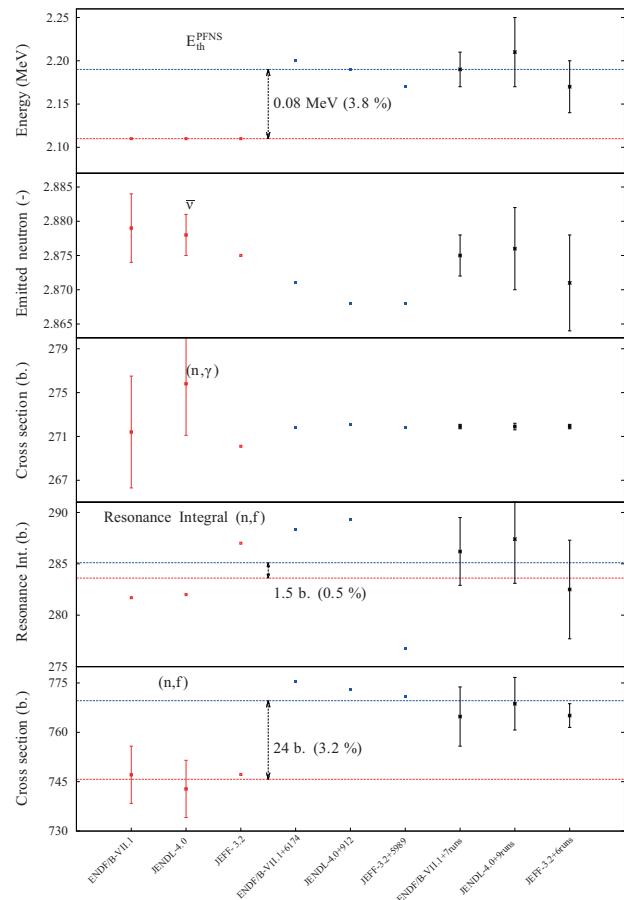 2.20
2.15
2.10
Energy (MeV)
E_th^PFNS
0.08 MeV (3.8 %)
2.885
2.880
2.875
2.870
2.865
Emitted neutron (-)
ν̅
279
275
271
267
Cross section (b.)
(n,γ)
290
285
280
275
Resonance Int. (b.)
Resonance Integral (n,f)
1.5 b. (0.5 %)
775
765
745
730
Cross section (b.)
(n,f)
24 b. (3.2 %)
ENDF/B-VII.1
JENDL-4.0
JEFF-3.2
ENDF/B-VII.1+6174
JENDL-4.0+912
JEFF-3.2+5989
ENDF/B-VII.1+7runs
JENDL-4.0+9runs
JEFF-3.2+6runs